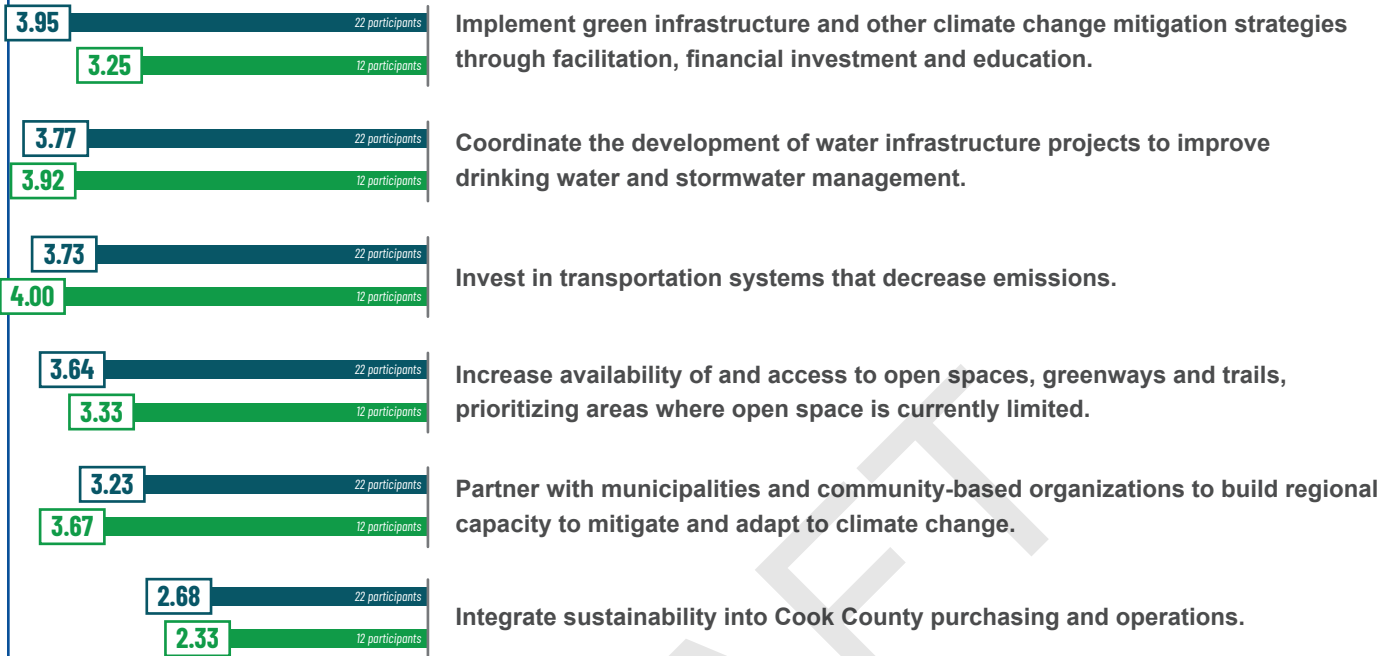 3.95
22 participants
3.25
12 participants
Implement green infrastructure and other climate change mitigation strategies
through facilitation, financial investment and education.
3.77
22 participants
3.92
12 participants
Coordinate the development of water infrastructure projects to improve
drinking water and stormwater management.
3.73
22 participants
4.00
12 participants
Invest in transportation systems that decrease emissions.
3.64
22 participants
3.33
12 participants
Increase availability of and access to open spaces, greenways and trails,
prioritizing areas where open space is currently limited.
3.23
22 participants
3.67
12 participants
Partner with municipalities and community-based organizations to build regional
capacity to mitigate and adapt to climate change.
2.68
22 participants
2.33
12 participants
Integrate sustainability into Cook County purchasing and operations.